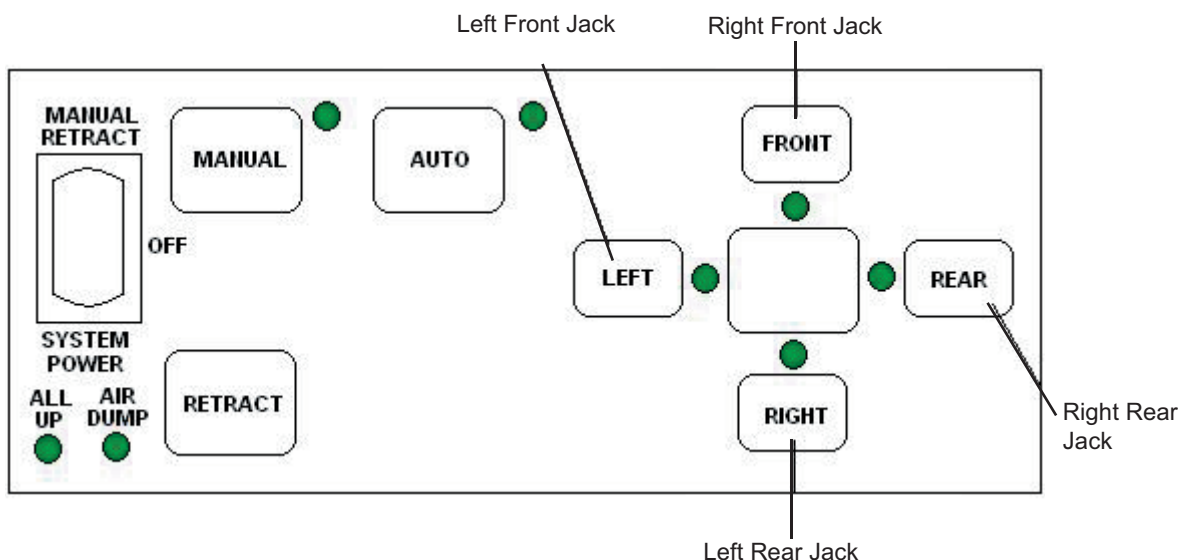 Left Front Jack
Right Front Jack
MANUAL
RETRACT
MANUAL
AUTO
FRONT
OFF
LEFT
REAR
SYSTEM
POWER
ALL
UP
AIR
DUMP
RETRACT
RIGHT
Right Rear
Jack
Left Rear Jack